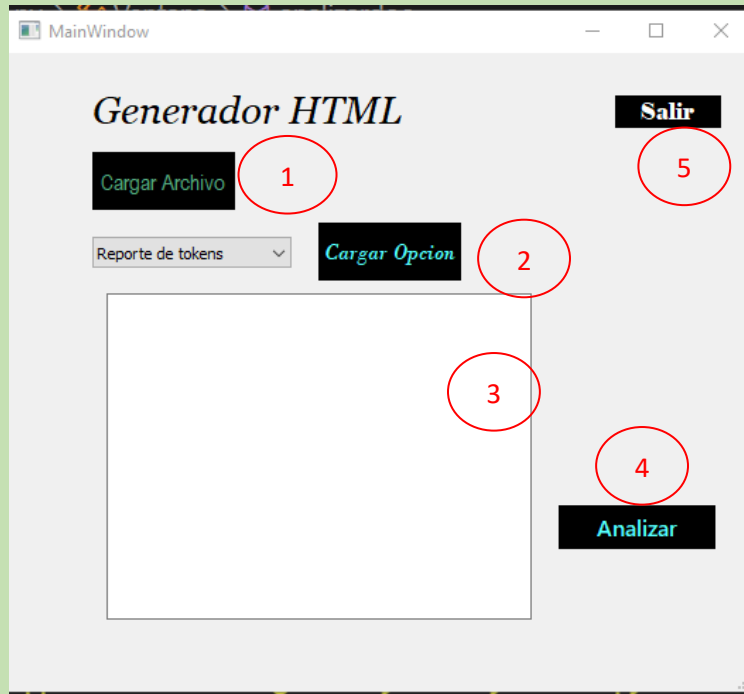 MainWindow
Generador HTML
Salir
Cargar Archivo
1
5
Reporte de tokens
Cargar Opcion
2
3
4
Analizar